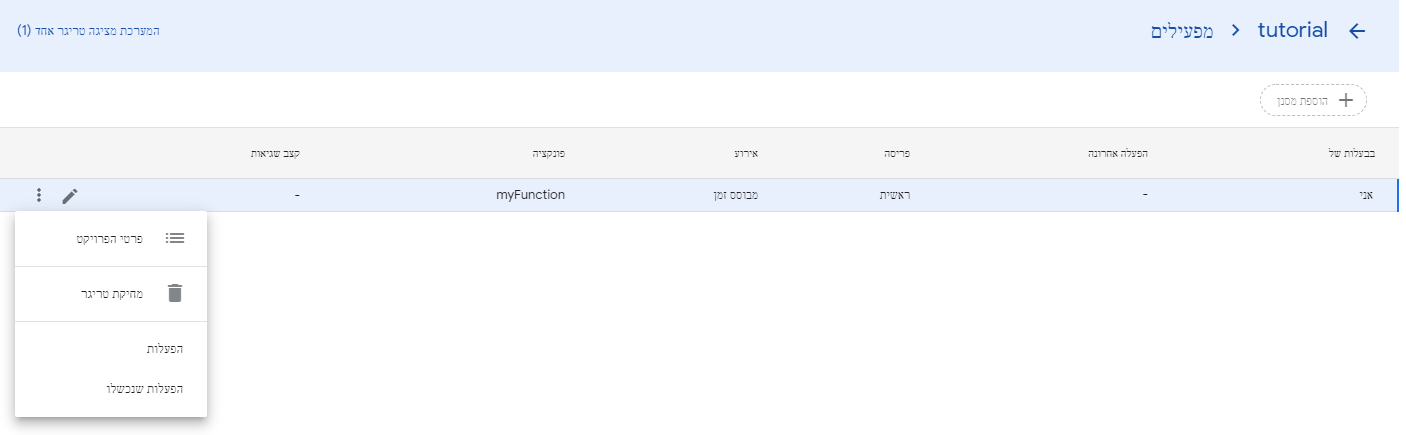 tutorial > מפעילים
המערכת מציגה טריגר אחד (1)
הוספת מסנן
בבעלות של הפעלה אחרונה פריסה אירוע פונקציה קצב שגיאות
אני - ראשית מבוסס זמן myFunction -
פרטי הפרויקט
מחיקת טריגר
הפעלות
הפעלות שנכשלו